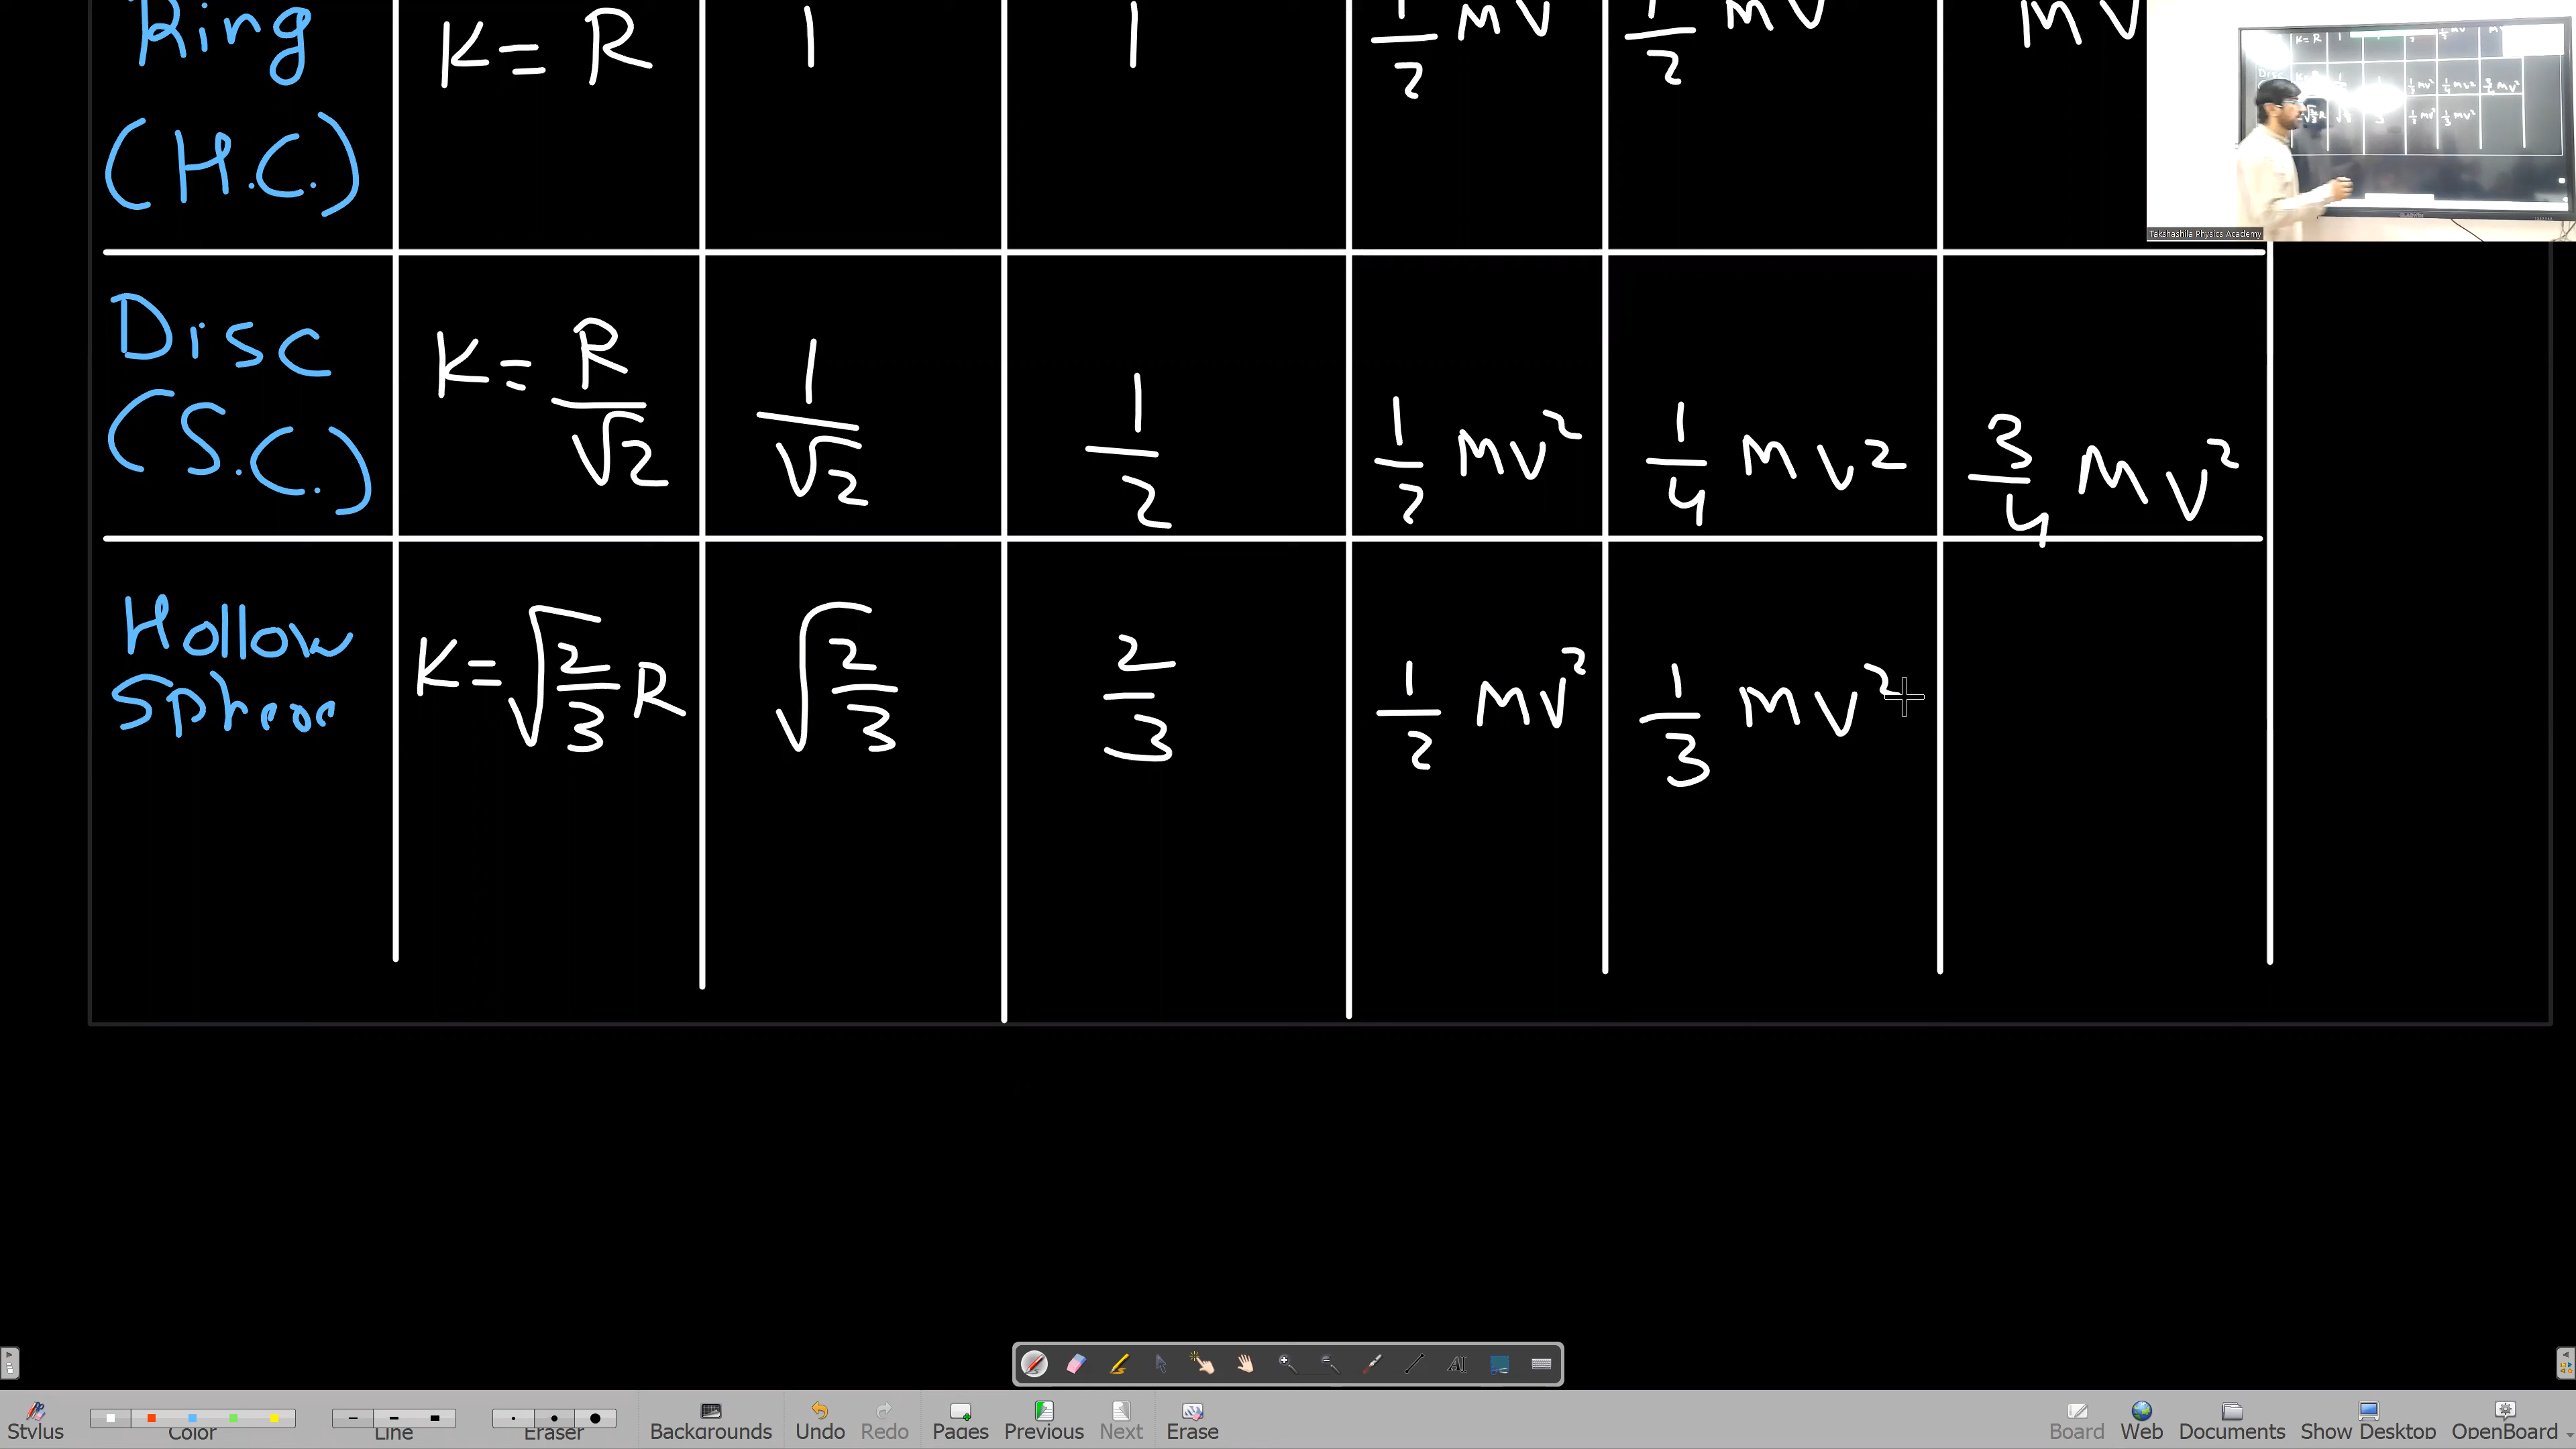 Ring K = R 1 1 1/2 MV 1/2 MV MV
(H.C.)
Disc K = R/√2 1/√2 1/2 1/2 MV² 1/4 MV² 3/4 MV²
(S.C.)
Hollow K = √(2/3) R √(2/3) 2/3 1/2 MV² 1/3 MV²
Sphere
Takshashila Physics Academy
Stylus Color Line Eraser Backgrounds Undo Redo Pages Previous Next Erase Board Web Documents Show Desktop OpenBoard